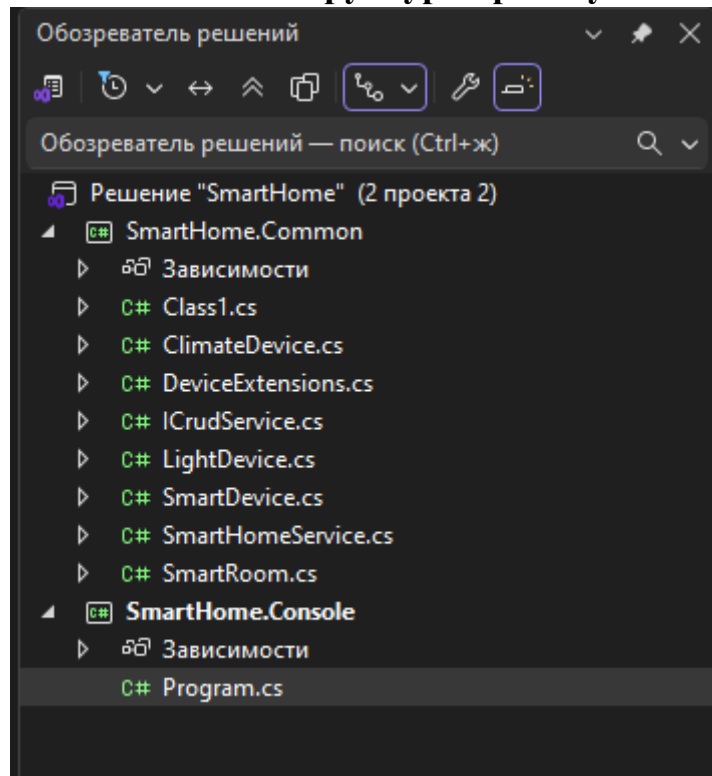 Обозреватель решений
Обозреватель решений — поиск (Ctrl+ж)
Решение "SmartHome" (2 проекта 2)
C# SmartHome.Common
Зависимости
C# Class1.cs
C# ClimateDevice.cs
C# DeviceExtensions.cs
C# ICrudService.cs
C# LightDevice.cs
C# SmartDevice.cs
C# SmartHomeService.cs
C# SmartRoom.cs
C# SmartHome.Console
Зависимости
C# Program.cs